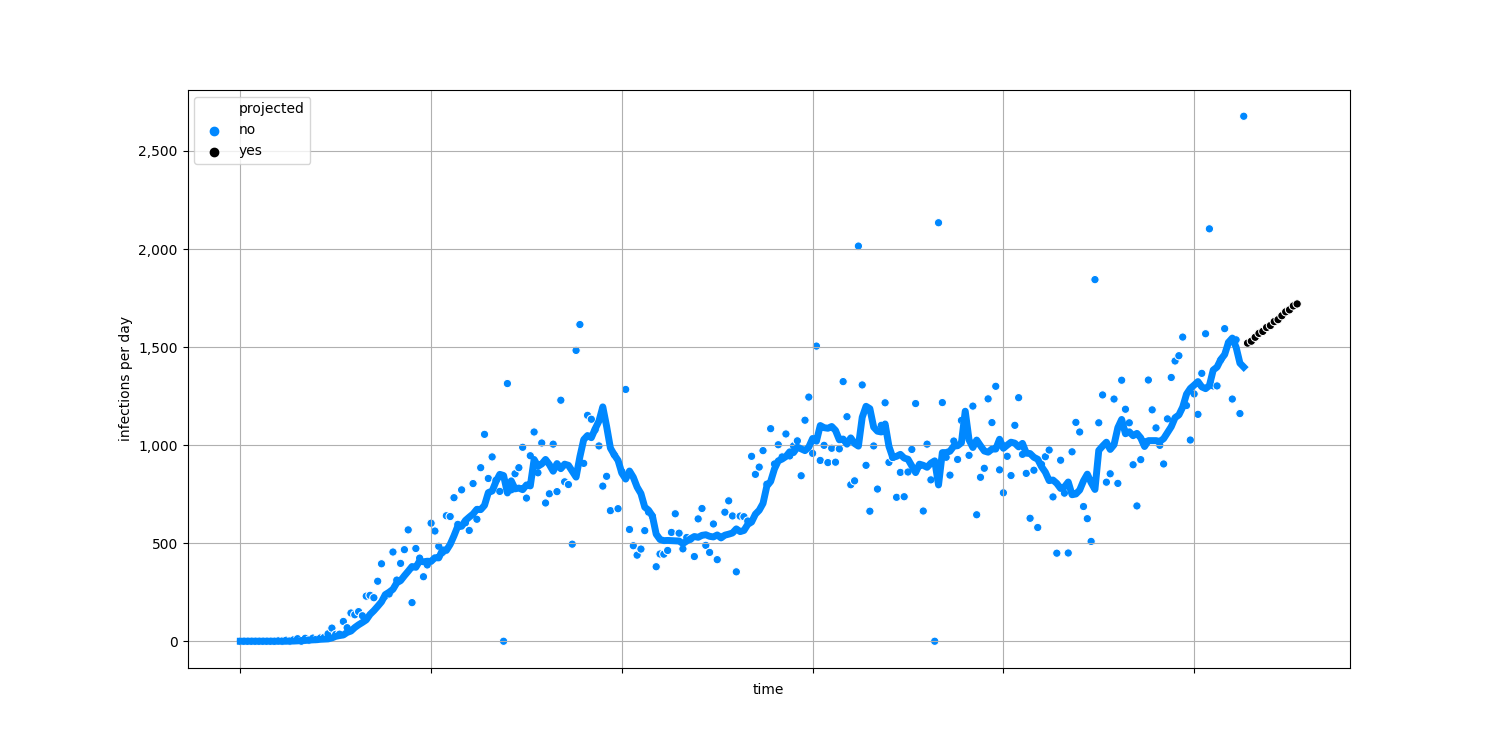 projected
no
yes
2,500
2,000
1,500
1,000
500
0
infections per day
time